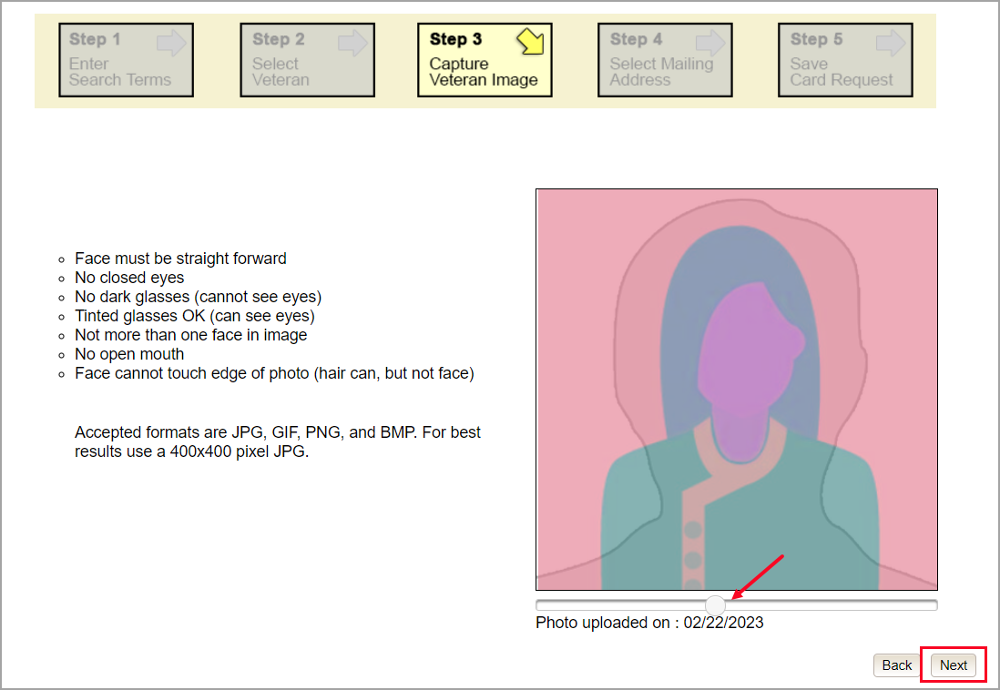 Step 1
Enter
Search Terms
Step 2
Select
Veteran
Step 3
Capture
Veteran Image
Step 4
Select Mailing
Address
Step 5
Save
Card Request
Face must be straight forward
No closed eyes
No dark glasses (cannot see eyes)
Tinted glasses OK (can see eyes)
Not more than one face in image
No open mouth
Face cannot touch edge of photo (hair can, but not face)
Accepted formats are JPG, GIF, PNG, and BMP. For best
results use a 400x400 pixel JPG.
Photo uploaded on : 02/22/2023
Back
Next